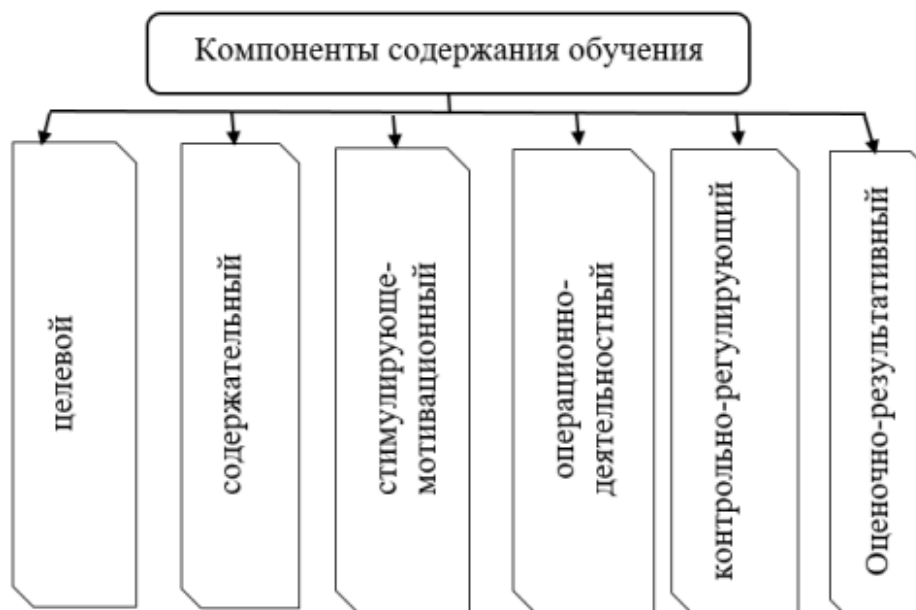 Компоненты содержания обучения
целевой
содержательный
стимулирующе-
мотивационный
операционно-
деятельностный
контрольно-регулирующий
Оценочно-результативный